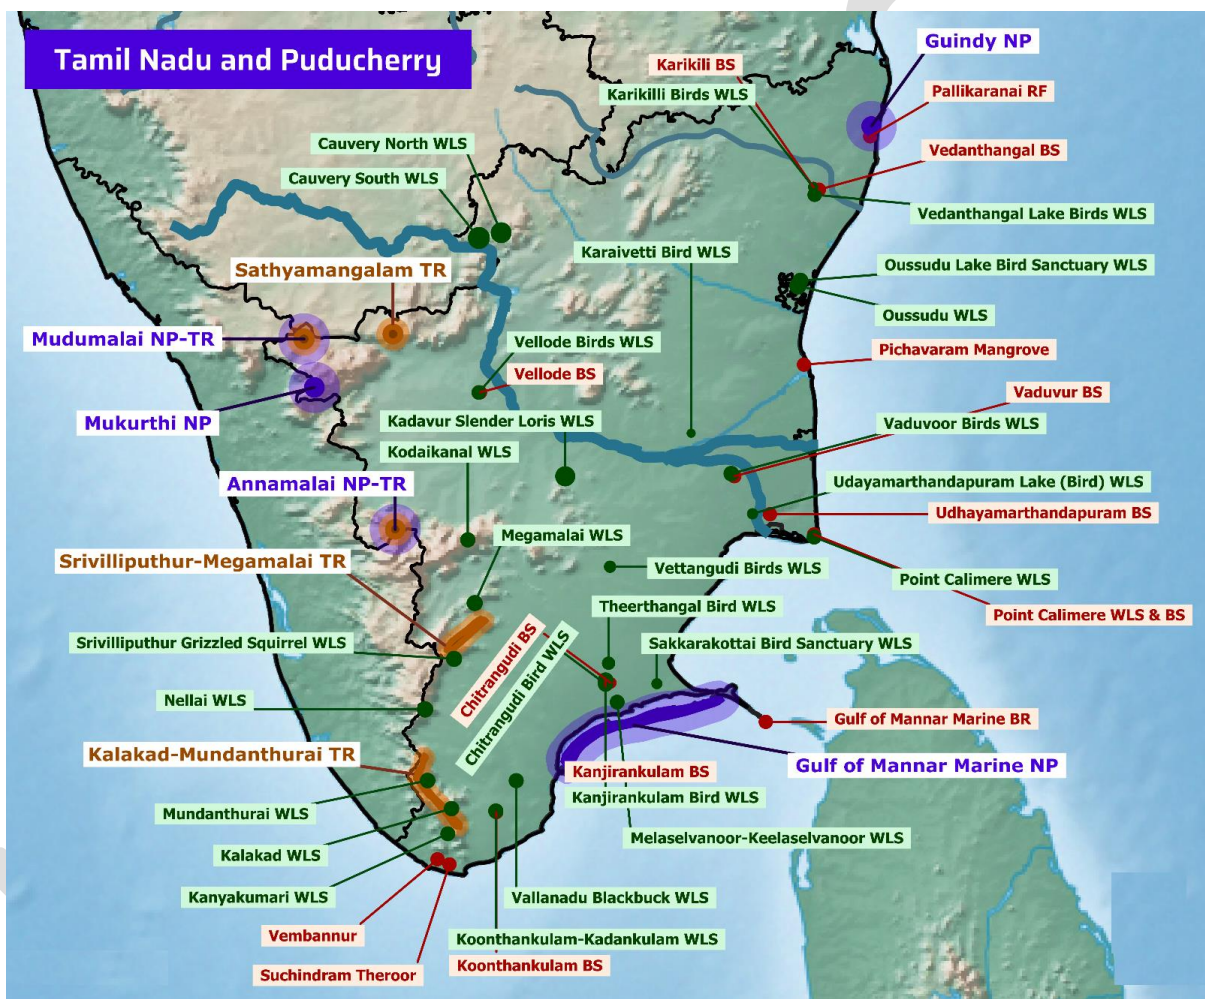 Tamil Nadu and Puducherry
Guindy NP
Karikili BS
Pallikaranai RF
Karikilli Birds WLS
Cauvery North WLS
Vedanthangal BS
Cauvery South WLS
Vedanthangal Lake Birds WLS
Karaivetti Bird WLS
Sathyamangalam TR
Oussudu Lake Bird Sanctuary WLS
Oussudu WLS
Mudumalai NP-TR
Vellode Birds WLS
Pichavaram Mangrove
Vellode BS
Vaduvur BS
Mukurthi NP
Kadavur Slender Loris WLS
Vaduvoor Birds WLS
Kodaikanal WLS
Annamalai NP-TR
Udayamarthandapuram Lake (Bird) WLS
Udhayamarthandapuram BS
Megamalai WLS
Srivilliputhur-Megamalai TR
Vettangudi Birds WLS
Point Calimere WLS
Theerthangal Bird WLS
Point Calimere WLS & BS
Srivilliputhur Grizzled Squirrel WLS
Sakkarakottai Bird Sanctuary WLS
Chitrangudi BS
Chitrangudi Bird WLS
Nellai WLS
Gulf of Mannar Marine BR
Kalakad-Mundanthurai TR
Gulf of Mannar Marine NP
Kanjirankulam BS
Kanjirankulam Bird WLS
Mundanthurai WLS
Melaselvanoor-Keelaselvanoor WLS
Kalakad WLS
Kanyakumari WLS
Vallanadu Blackbuck WLS
Vembannur
Koonthankulam-Kadankulam WLS
Koonthankulam BS
Suchindram Theroor